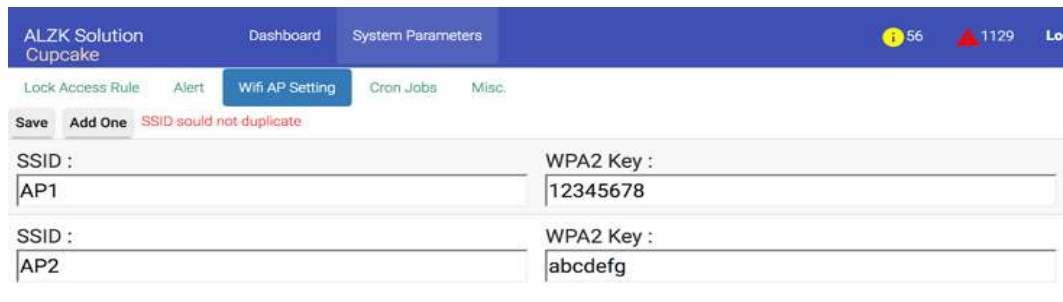 ALZK Solution Dashboard System Parameters 56 1129 Lo
Cupcake
Lock Access Rule Alert Wifi AP Setting Cron Jobs Misc.
Save Add One SSID sould not duplicate
SSID : WPA2 Key :
AP1 12345678
SSID : WPA2 Key :
AP2 abcdefg